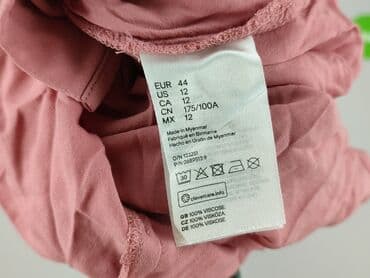 EUR 44
US 12
CA 12
CN 175/100A
MX 12
Made in Myanmar
Fabriqué en Birmanie
Hecho en Unión de Myanmar
30
clevercare.info
GB 100% VISCOSE
CZ 100% VISKÓZA
DE 100% VISKOSE